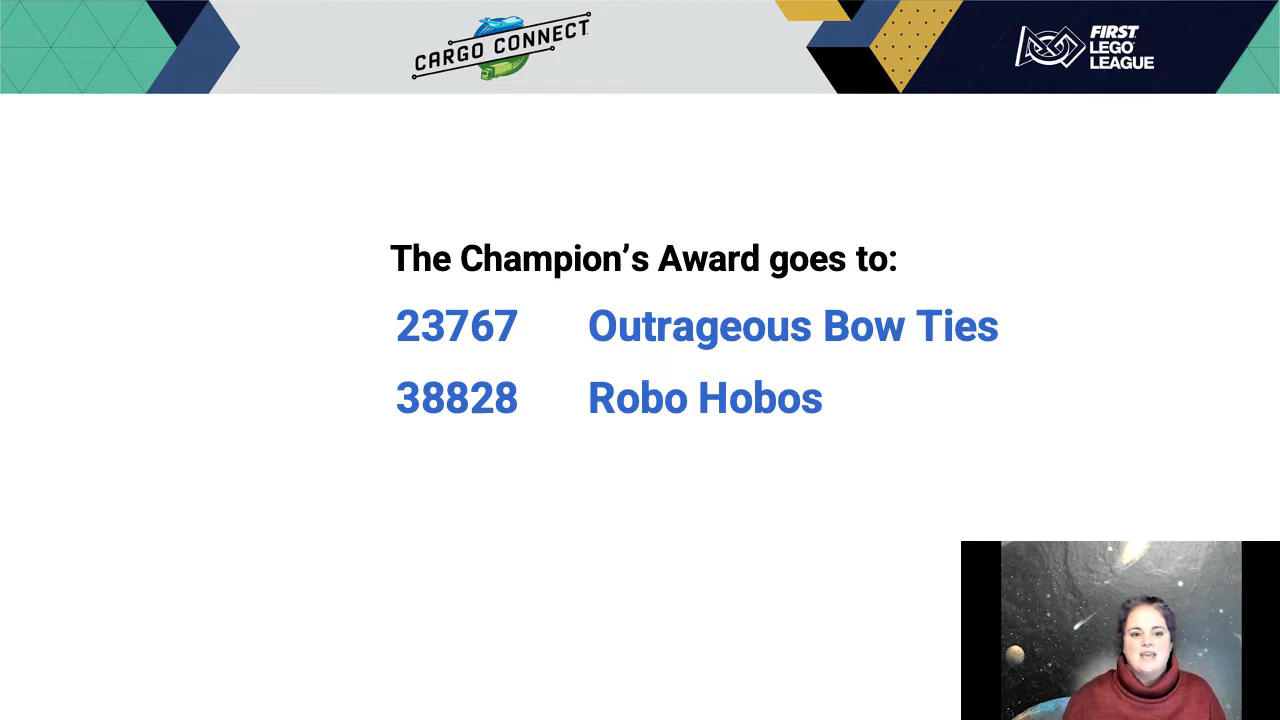 CARGO CONNECT
FIRST
LEGO
LEAGUE
The Champion’s Award goes to:
23767 Outrageous Bow Ties
38828 Robo Hobos